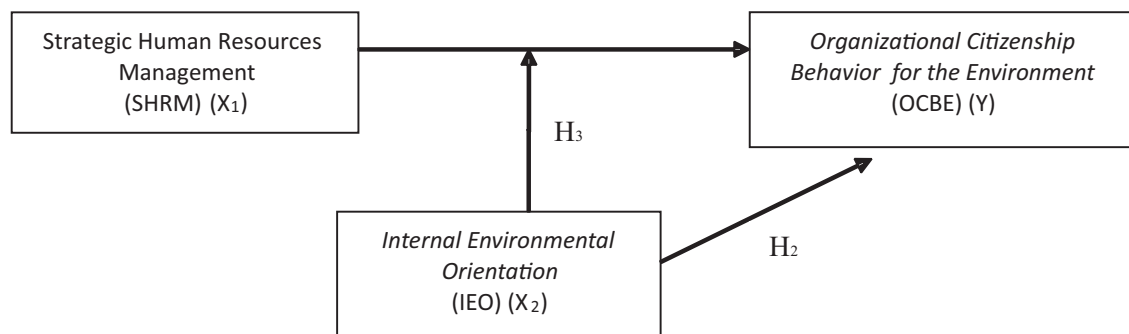 Strategic Human Resources
Management
(SHRM) (X₁)
Organizational Citizenship
Behavior for the Environment
(OCBE) (Y)
H₃
Internal Environmental
Orientation
(IEO) (X₂)
H₂